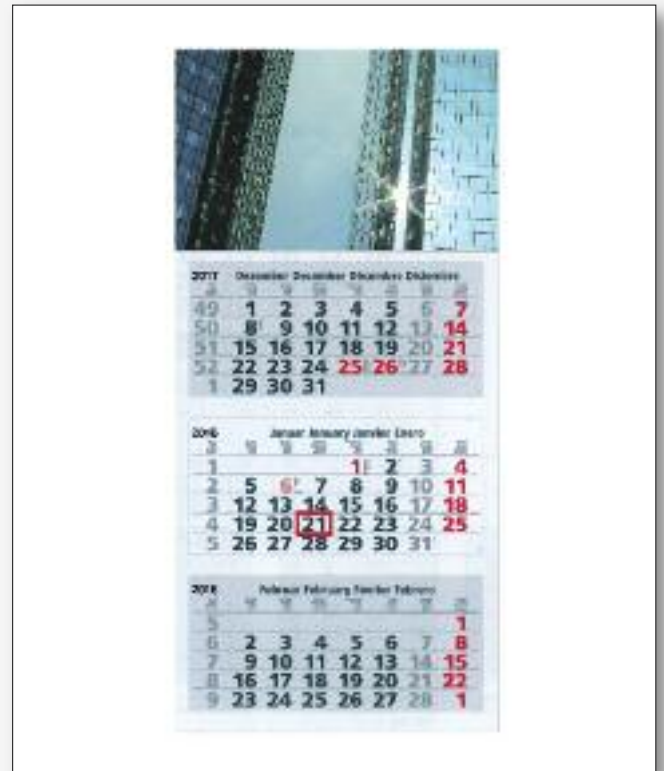 2017 Dezember December Décembre Diciembre
49 1 2 3 4 5 6 7
50 8 9 10 11 12 13 14
51 15 16 17 18 19 20 21
52 22 23 24 25 26 27 28
1 29 30 31
Januar January Janvier Enero
1 1 2 3 4
2 5 6 7 8 9 10 11
3 12 13 14 15 16 17 18
4 19 20 21 22 23 24 25
5 26 27 28 29 30 31
2018 Februar February Février Febrero
5 1
6 2 3 4 5 6 7 8
7 9 10 11 12 13 14 15
8 16 17 18 19 20 21 22
9 23 24 25 26 27 28 1